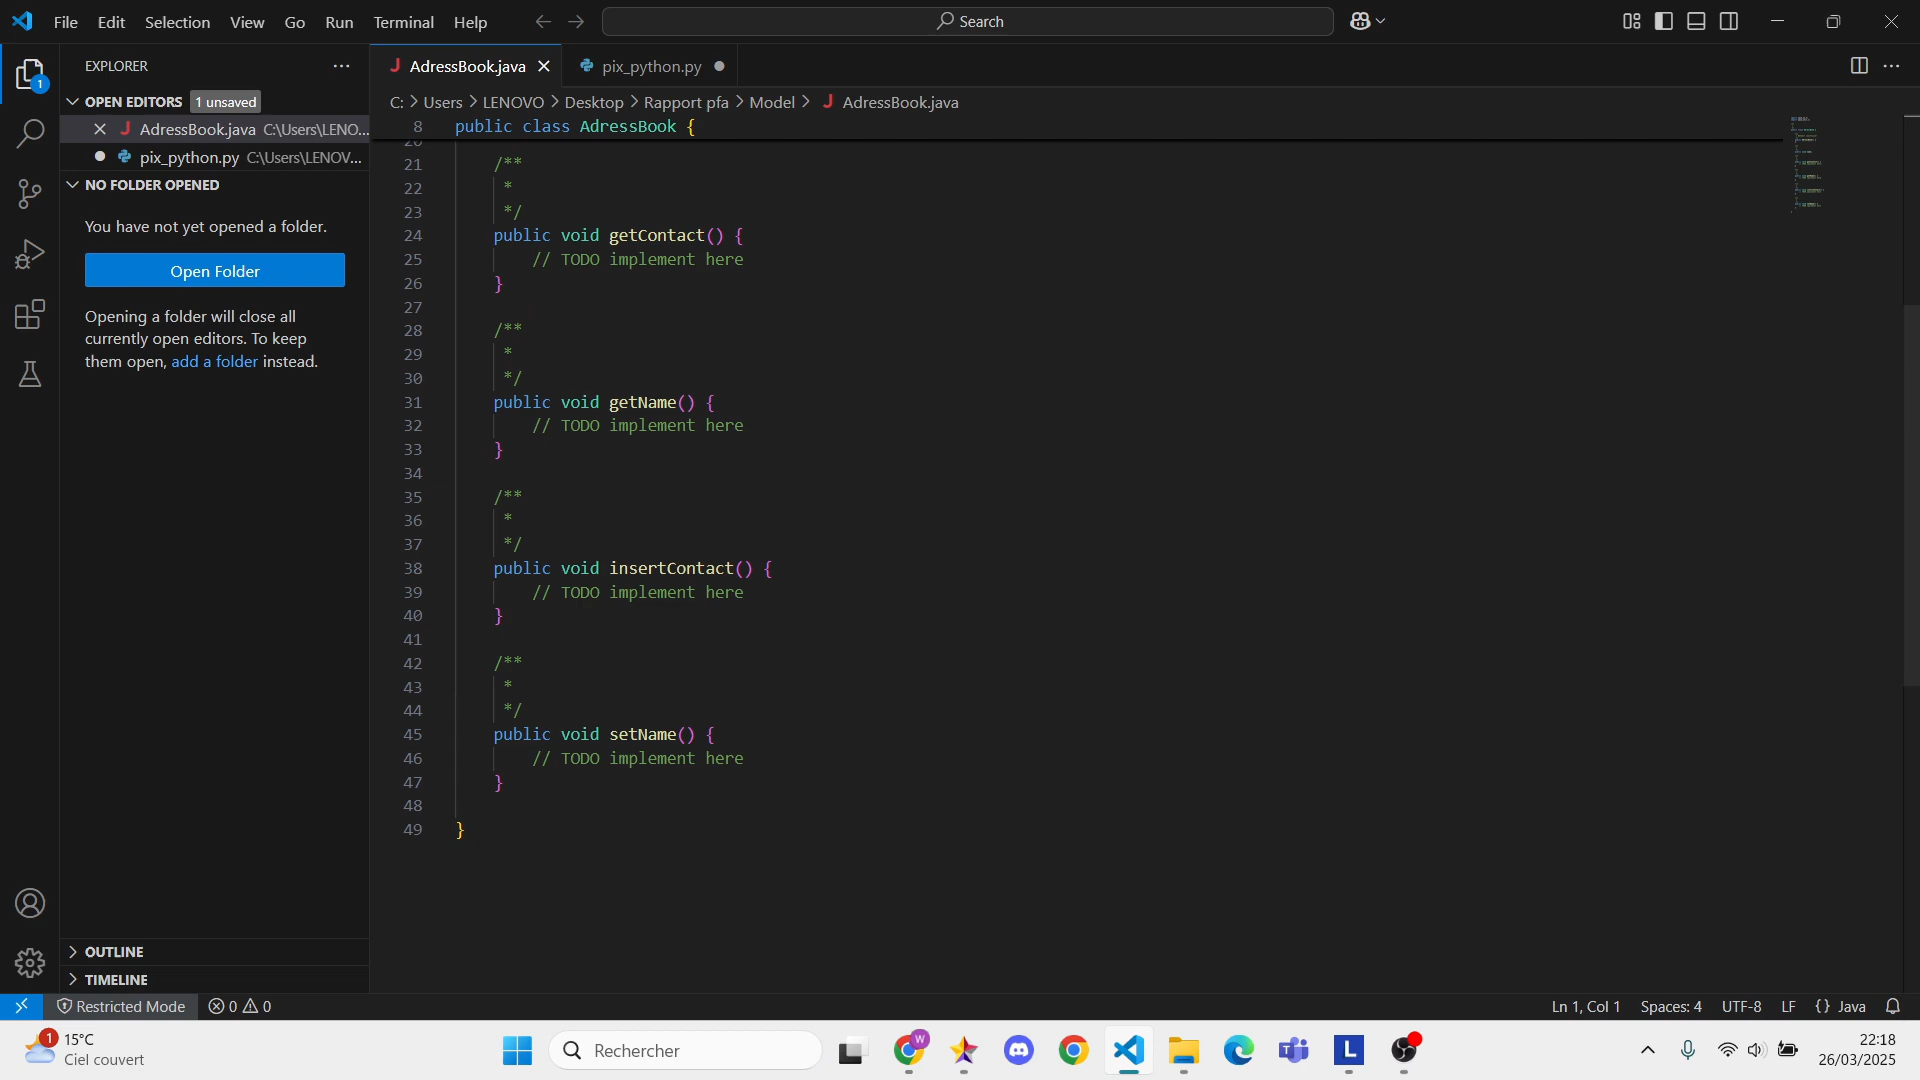 File Edit Selection View Go Run Terminal Help
Search
EXPLORER
OPEN EDITORS 1 unsaved
AdressBook.java C:\Users\LENO...
pix_python.py C:\Users\LENOV...
NO FOLDER OPENED
You have not yet opened a folder.
Open Folder
Opening a folder will close all
currently open editors. To keep
them open, add a folder instead.
OUTLINE
TIMELINE
AdressBook.java
pix_python.py
C: > Users > LENOVO > Desktop > Rapport pfa > Model > J AdressBook.java
8 public class AdressBook {
20
21 /**
22 *
23 */
24 public void getContact() {
25 // TODO implement here
26 }
27
28 /**
29 *
30 */
31 public void getName() {
32 // TODO implement here
33 }
34
35 /**
36 *
37 */
38 public void insertContact() {
39 // TODO implement here
40 }
41
42 /**
43 *
44 */
45 public void setName() {
46 // TODO implement here
47 }
48
49 }
Restricted Mode 0 0
Ln 1, Col 1 Spaces: 4 UTF-8 LF {} Java
1 15°C
Ciel couvert
Rechercher
22:18
26/03/2025